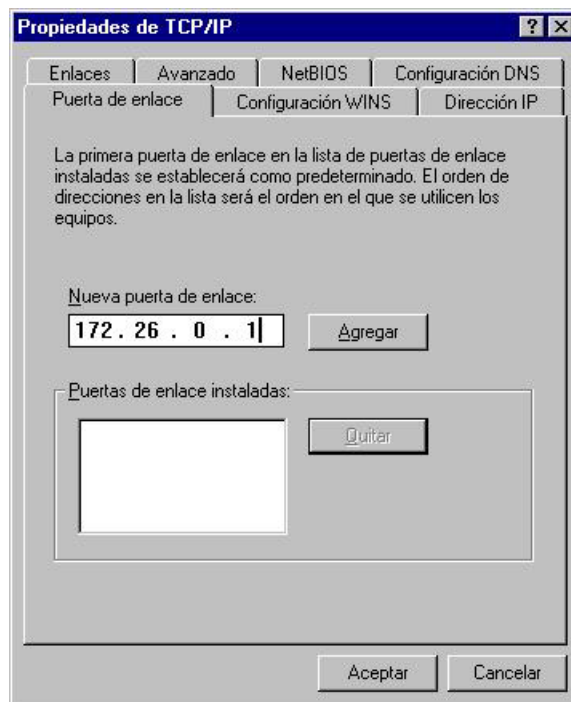 Propiedades de TCP/IP
Enlaces Avanzado NetBIOS Configuración DNS
Puerta de enlace Configuración WINS Dirección IP
La primera puerta de enlace en la lista de puertas de enlace
instaladas se establecerá como predeterminado. El orden de
direcciones en la lista será el orden en el que se utilicen los
equipos.
Nueva puerta de enlace:
172 . 26 . 0 . 1 Agregar
Puertas de enlace instaladas:
Quitar
Aceptar Cancelar